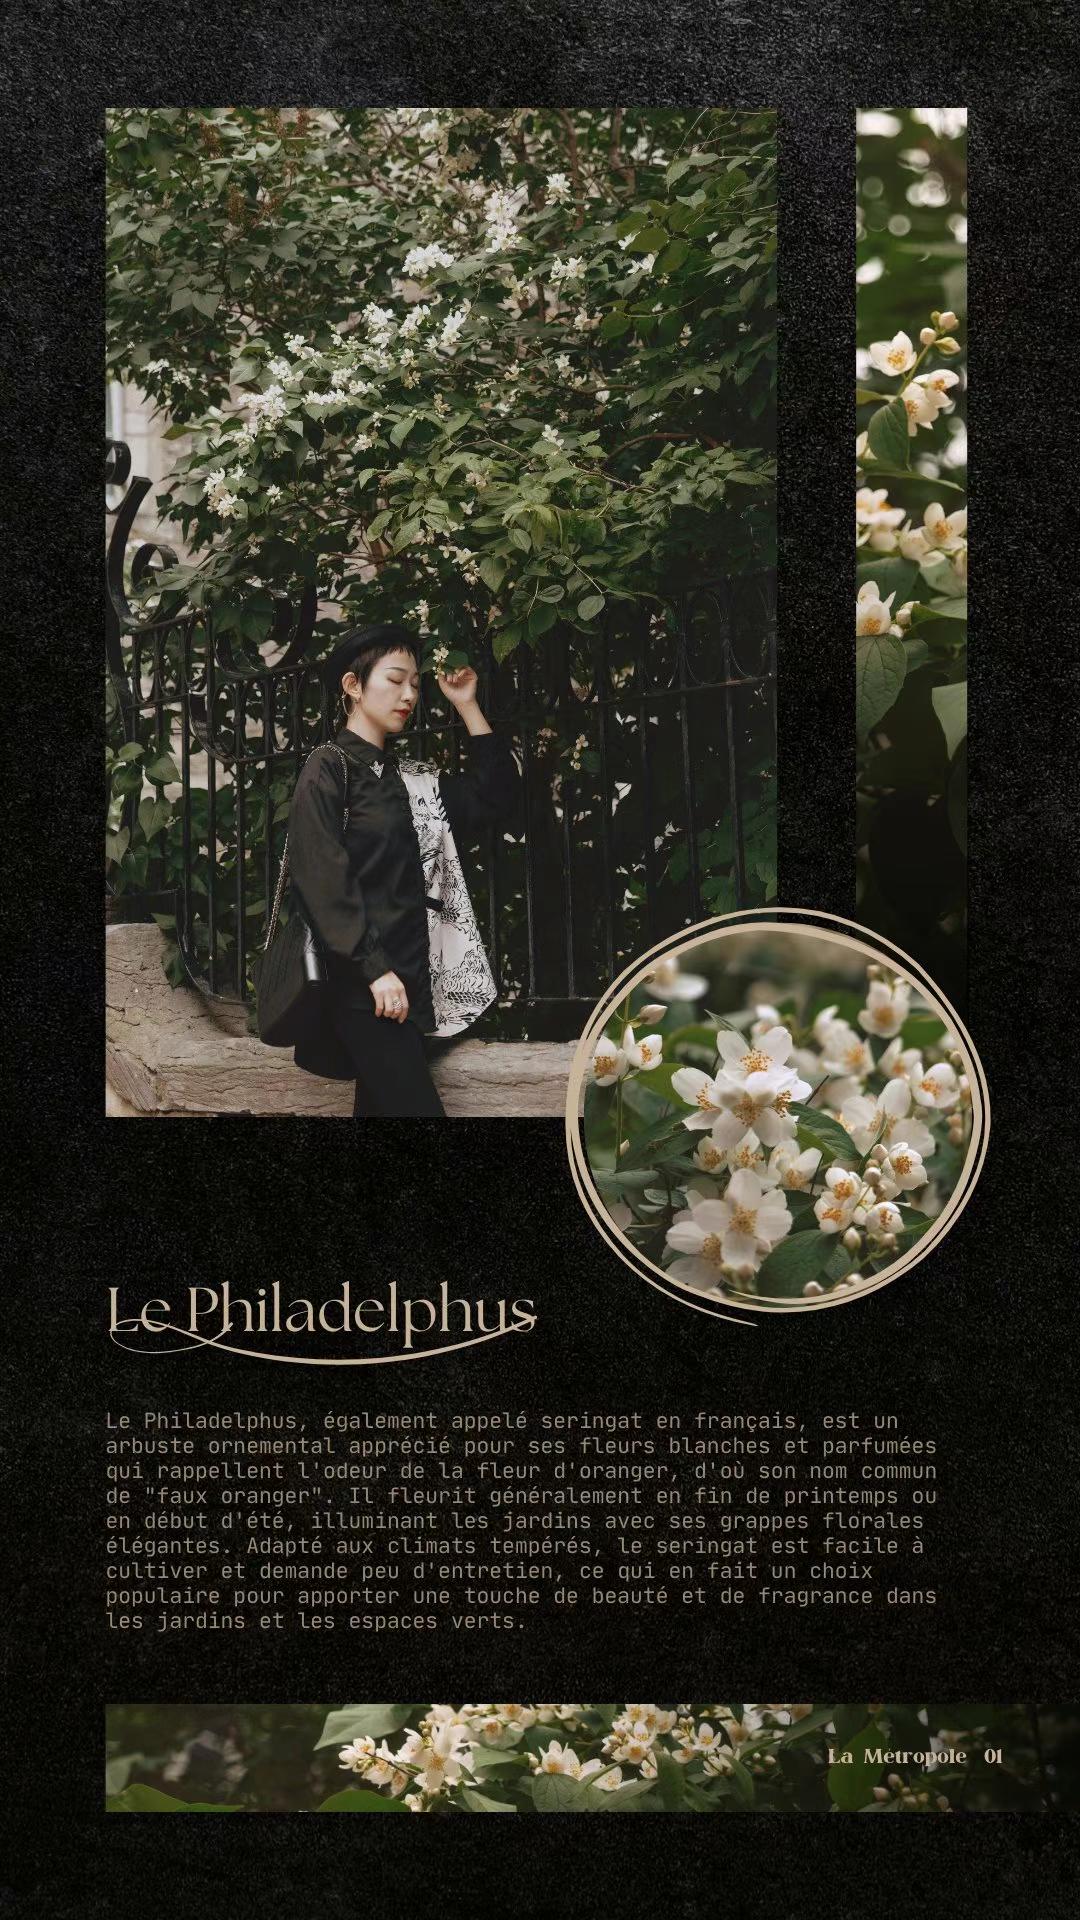 Le Philadelphus
Le Philadelphus, également appelé seringat en français, est un
arbuste ornemental apprécié pour ses fleurs blanches et parfumées
qui rappellent l'odeur de la fleur d'oranger, d'où son nom commun
de "faux oranger". Il fleurit généralement en fin de printemps ou
en début d'été, illuminant les jardins avec ses grappes florales
élégantes. Adapté aux climats tempérés, le seringat est facile à
cultiver et demande peu d'entretien, ce qui en fait un choix
populaire pour apporter une touche de beauté et de fragrance dans
les jardins et les espaces verts.
La Métropole 01